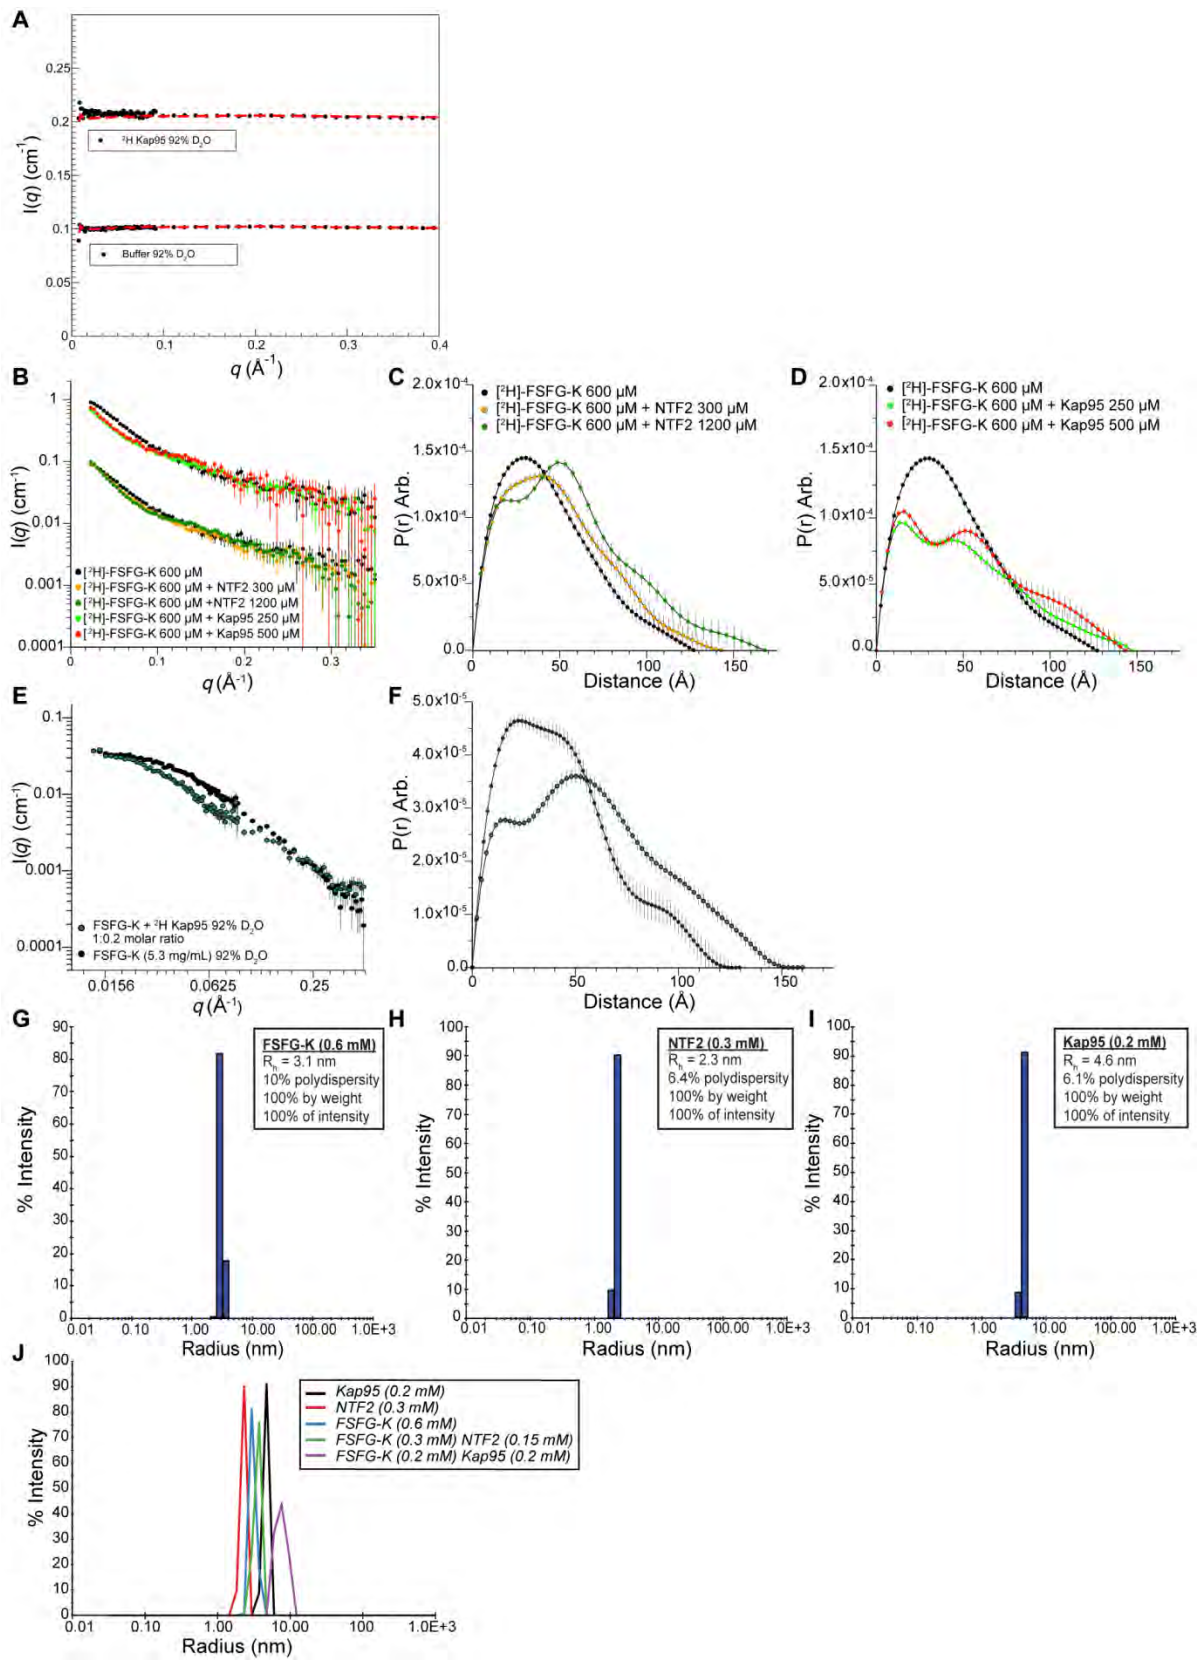 A
I(q) (cm⁻¹)
0.25
0.2
0.15
0.1
0.05
0
²H Kap95 92% D₂O
Buffer 92% D₂O
0
0.1
0.2
0.3
0.4
q (Å⁻¹)
B
I(q) (cm⁻¹)
1
0.1
0.01
0.001
0.0001
[²H]-FSFG-K 600 µM
[²H]-FSFG-K 600 µM + NTF2 300 µM
[²H]-FSFG-K 600 µM +NTF2 1200 µM
[²H]-FSFG-K 600 µM + Kap95 250 µM
[²H]-FSFG-K 600 µM + Kap95 500 µM
0
0.1
0.2
0.3
q (Å⁻¹)
C
P(r) Arb.
2.0x10⁻⁴
1.5x10⁻⁴
1.0x10⁻⁴
5.0x10⁻⁵
0.0
[²H]-FSFG-K 600 µM
[²H]-FSFG-K 600 µM + NTF2 300 µM
[²H]-FSFG-K 600 µM + NTF2 1200 µM
0
50
100
150
Distance (Å)
D
P(r) Arb.
2.0x10⁻⁴
1.5x10⁻⁴
1.0x10⁻⁴
5.0x10⁻⁵
0.0
[²H]-FSFG-K 600 µM
[²H]-FSFG-K 600 µM + Kap95 250 µM
[²H]-FSFG-K 600 µM + Kap95 500 µM
0
50
100
150
Distance (Å)
E
I(q) (cm⁻¹)
0.1
0.01
0.001
0.0001
FSFG-K + ²H Kap95 92% D₂O
1:0.2 molar ratio
FSFG-K (5.3 mg/mL) 92% D₂O
0.0156
0.0625
0.25
q (Å⁻¹)
F
P(r) Arb.
5.0x10⁻⁵
4.0x10⁻⁵
3.0x10⁻⁵
2.0x10⁻⁵
1.0x10⁻⁵
0.0
0
50
100
150
Distance (Å)
G
% Intensity
90
80
70
60
50
40
30
20
10
0
FSFG-K (0.6 mM)
Rₕ = 3.1 nm
10% polydispersity
100% by weight
100% of intensity
0.01
0.10
1.00
10.00
100.00
1.0E+3
Radius (nm)
H
% Intensity
100
90
80
70
60
50
40
30
20
10
0
NTF2 (0.3 mM)
Rₕ = 2.3 nm
6.4% polydispersity
100% by weight
100% of intensity
0.01
0.10
1.00
10.00
100.00
1.0E+3
Radius (nm)
I
% Intensity
100
90
80
70
60
50
40
30
20
10
0
Kap95 (0.2 mM)
Rₕ = 4.6 nm
6.1% polydispersity
100% by weight
100% of intensity
0.01
0.10
1.00
10.00
100.00
1.0E+3
Radius (nm)
J
% Intensity
100
90
80
70
60
50
40
30
20
10
0
Kap95 (0.2 mM)
NTF2 (0.3 mM)
FSFG-K (0.6 mM)
FSFG-K (0.3 mM) NTF2 (0.15 mM)
FSFG-K (0.2 mM) Kap95 (0.2 mM)
0.01
0.10
1.00
10.00
100.00
1.0E+3
Radius (nm)